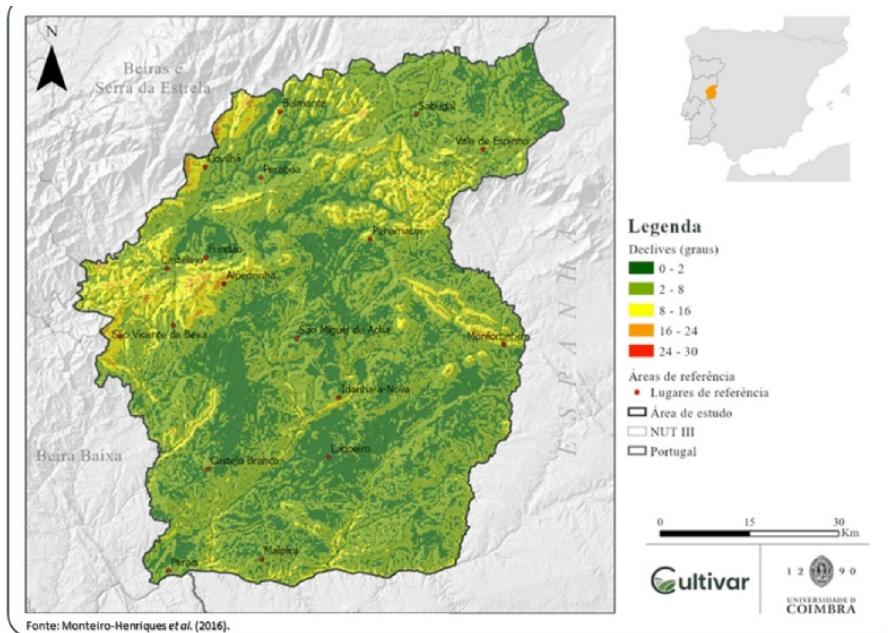 N
Beiras e
Serra da Estrela
Belmonte
Sabugal
Vale de Espinho
Covilhã
Peraboa
Penamacor
Fundão
Castelejo
Alpedrinha
São Vicente da Beira
São Miguel da Acha
Monfortinho
Idanha-a-Nova
Ladoeiro
Castelo Branco
Beira Baixa
ESPANHA
Malpica
Perais
Legenda
Declives (graus)
0 - 2
2 - 8
8 - 16
16 - 24
24 - 30
Áreas de referência
Lugares de referência
Área de estudo
NUT III
Portugal
0 15 30
Km
Cultivar
12 90
UNIVERSIDADE D
COIMBRA
Fonte: Monteiro-Henriques et al. (2016).